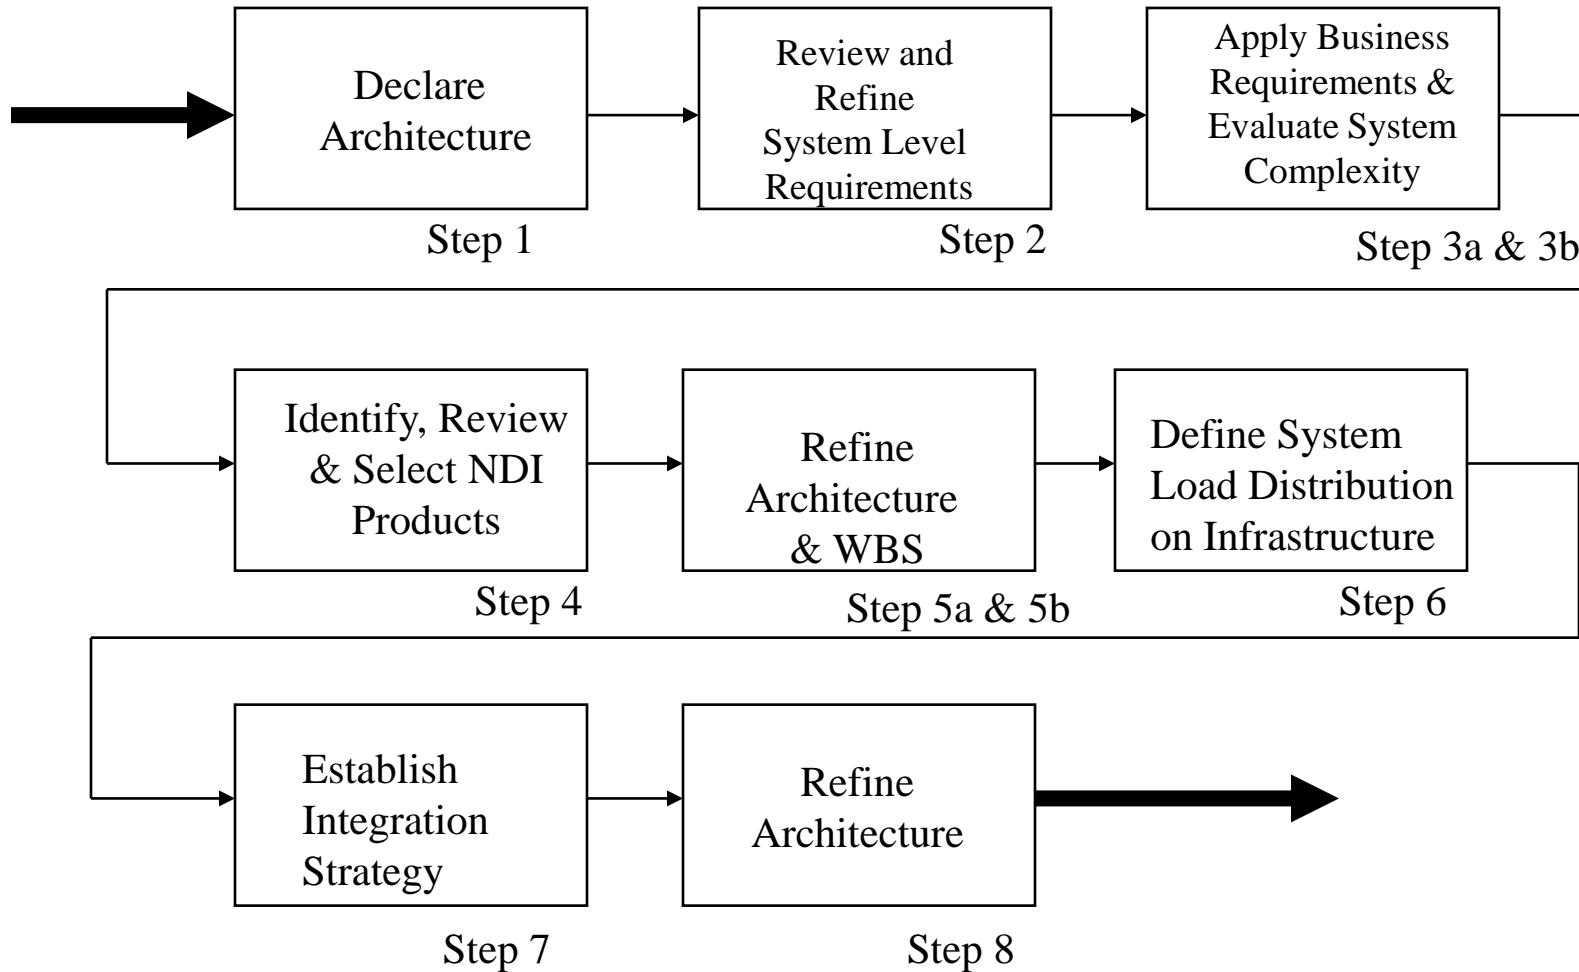 Declare
Architecture
Step 1
Review and
Refine
System Level
Requirements
Step 2
Apply Business
Requirements &
Evaluate System
Complexity
Step 3a & 3b
Identify, Review
& Select NDI
Products
Step 4
Refine
Architecture
& WBS
Step 5a & 5b
Define System
Load Distribution
on Infrastructure
Step 6
Establish
Integration
Strategy
Step 7
Refine
Architecture
Step 8